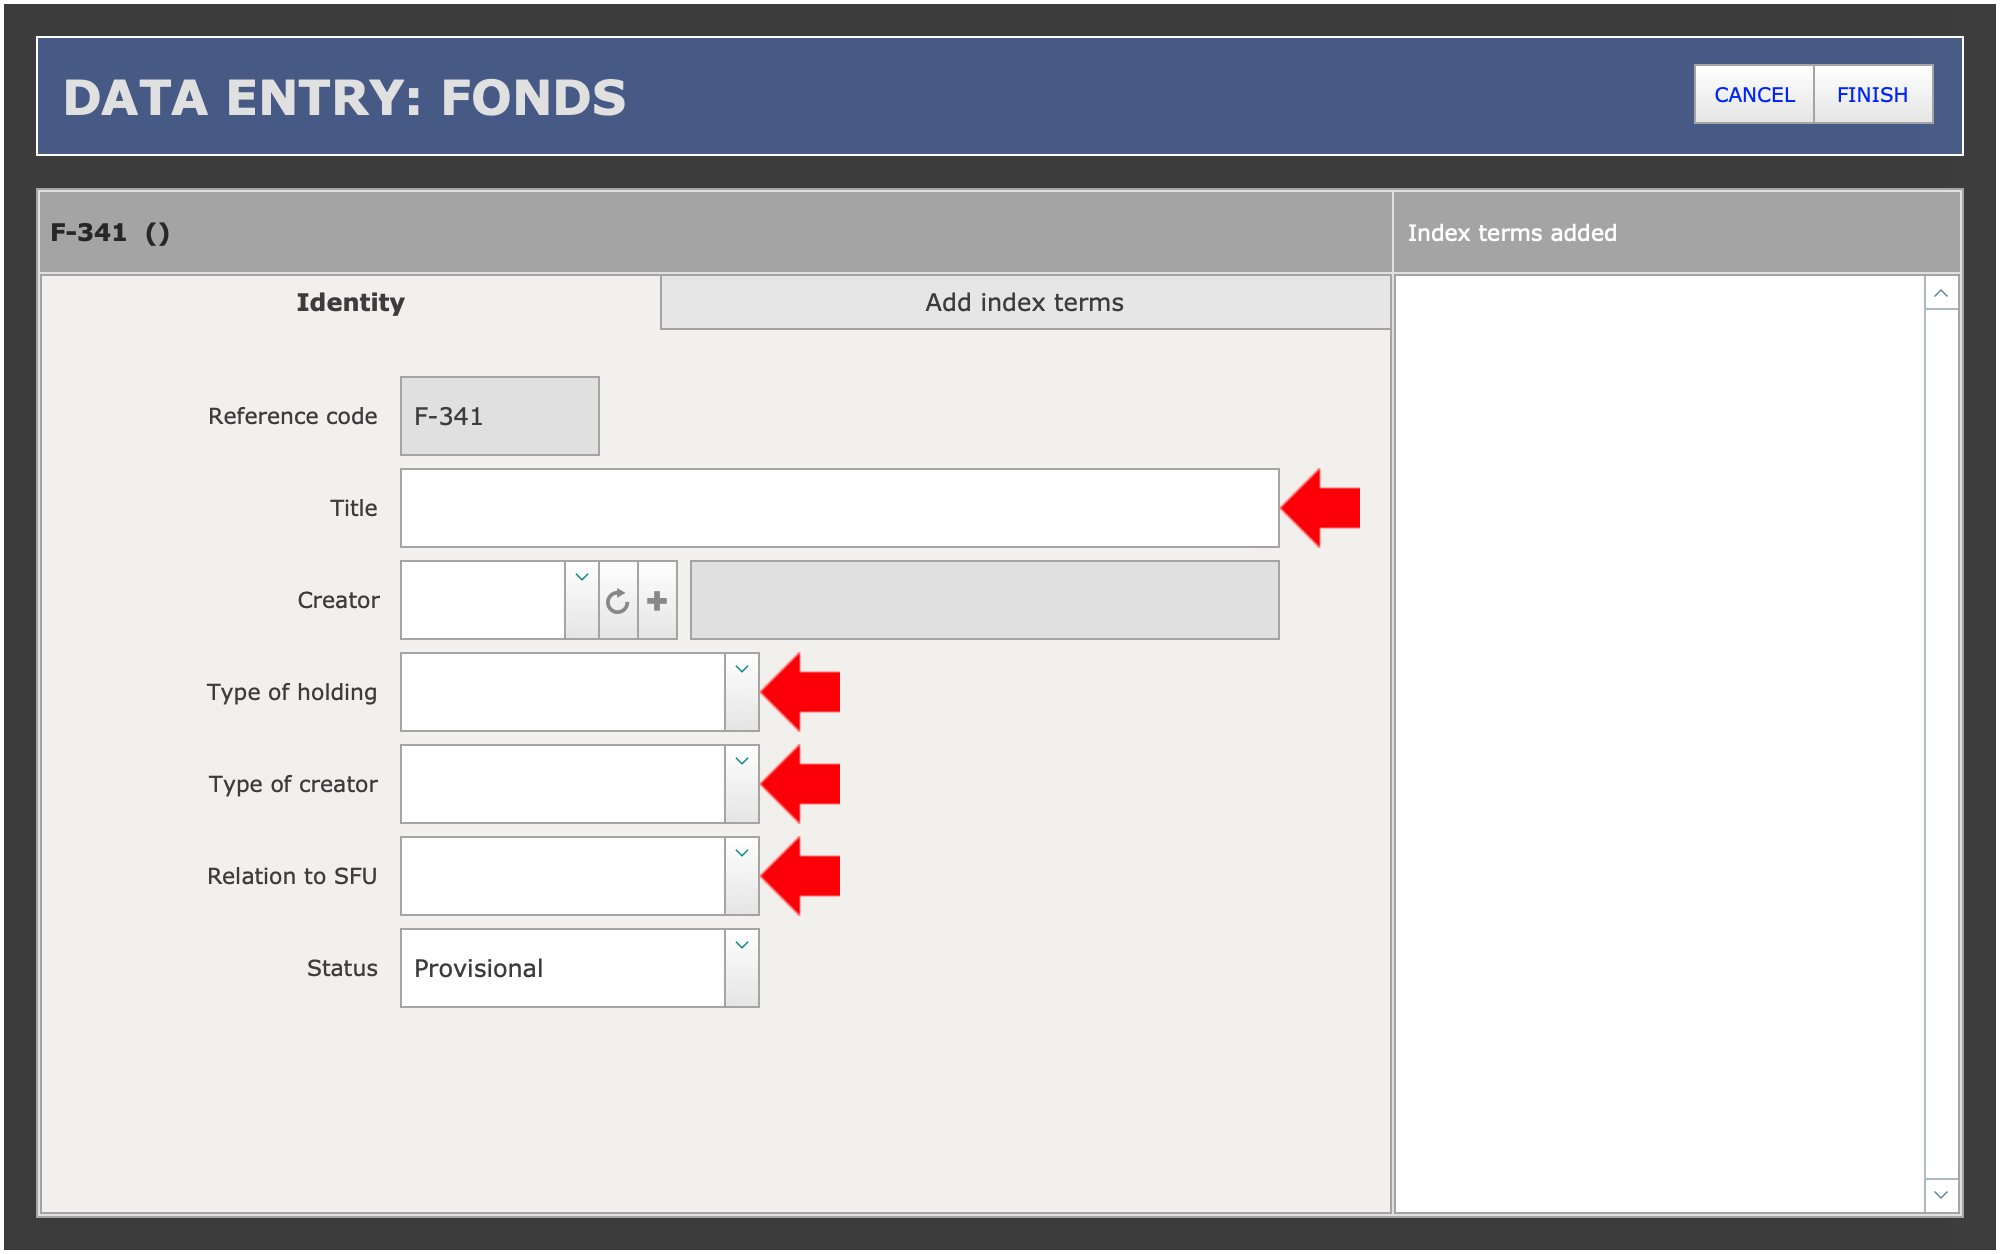 DATA ENTRY: FONDS
CANCEL
FINISH
F-341 ()
Index terms added
Identity
Add index terms
Reference code
F-341
Title
Creator
Type of holding
Type of creator
Relation to SFU
Status
Provisional